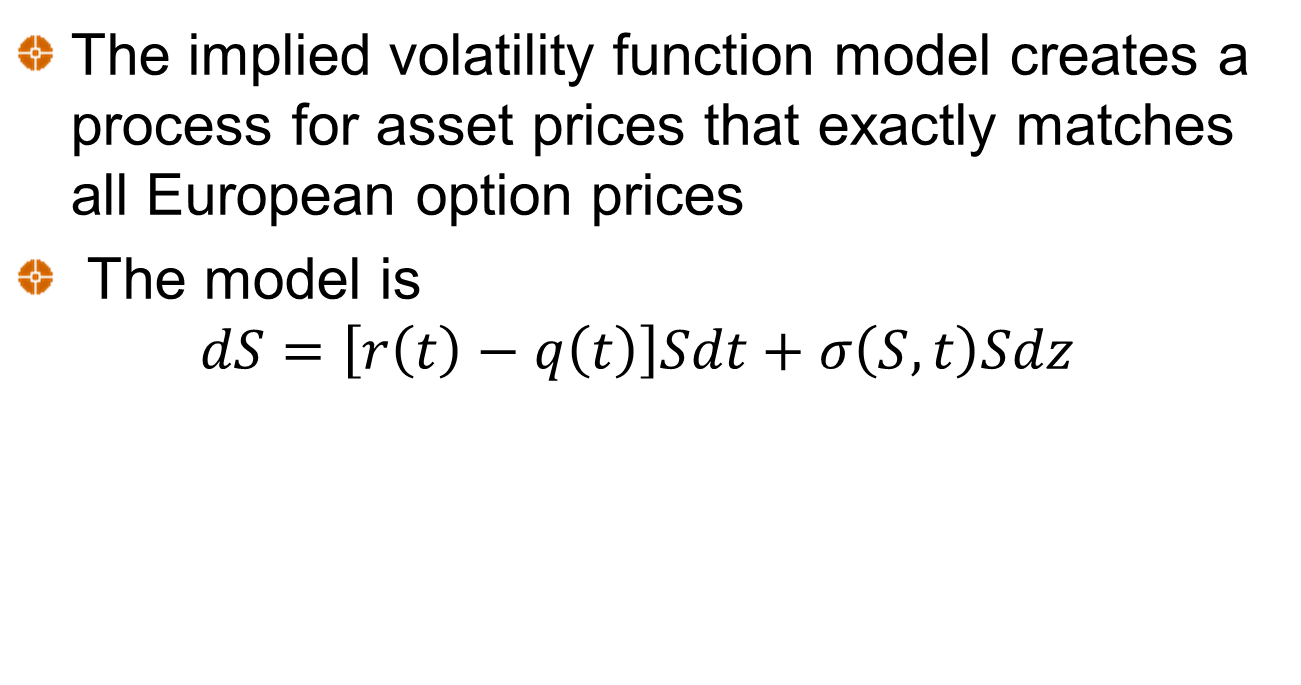 The implied volatility function model creates a
process for asset prices that exactly matches
all European option prices
The model is
𝑑𝑆 = [𝑟(𝑡) − 𝑞(𝑡)]𝑆𝑑𝑡 + 𝜎(𝑆, 𝑡)𝑆𝑑𝑧